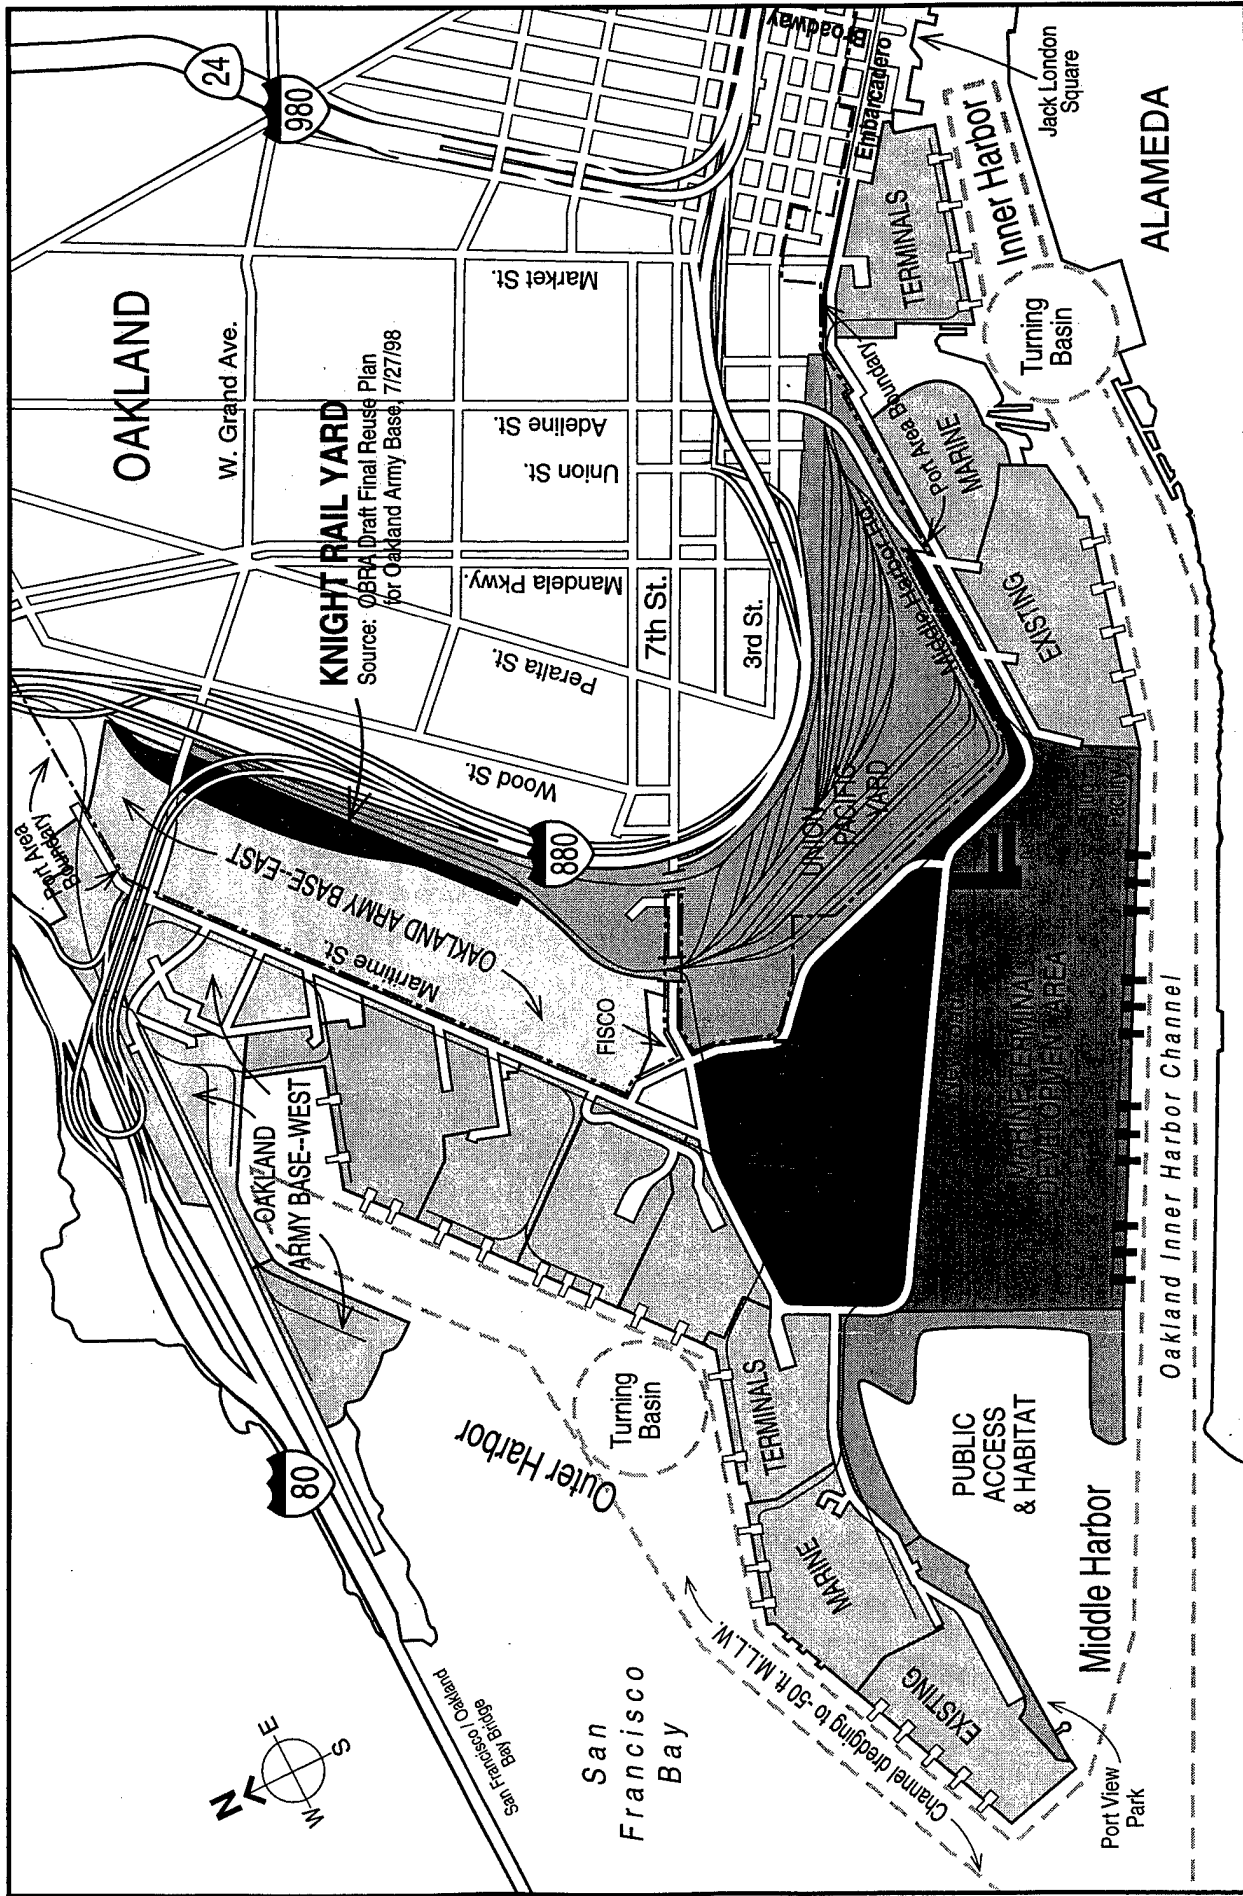 OAKLAND
24
980
W. Grand Ave.
KNIGHT RAIL YARD
Source: OBRA Draft Final Reuse Plan
for Oakland Army Base, 7/27/98
Market St.
Adeline St.
Union St.
Mandela Pkwy.
Peralta St.
Wood St.
7th St.
3rd St.
Broadway
Embarcadero
Jack London
Square
ALAMEDA
Inner Harbor
TERMINALS
Turning
Basin
Port Area Boundary
MARINE
EXISTING
Middle Harbor Rd.
UNION
PACIFIC
YARD
880
Port Area
Boundary
OAKLAND ARMY BASE--EAST
Maritime St.
FISCO
OAKLAND
ARMY BASE--WEST
80
Outer Harbor
Turning
Basin
TERMINALS
MARINE
EXISTING
MARINE TERMINAL
DEVELOPMENT AREA
Facility
Oakland Inner Harbor Channel
PUBLIC
ACCESS
& HABITAT
Middle Harbor
Port View
Park
Channel dredging to -50 ft. M.L.L.W.
San
Francisco
Bay
San Francisco / Oakland
Bay Bridge
N
E
S
W